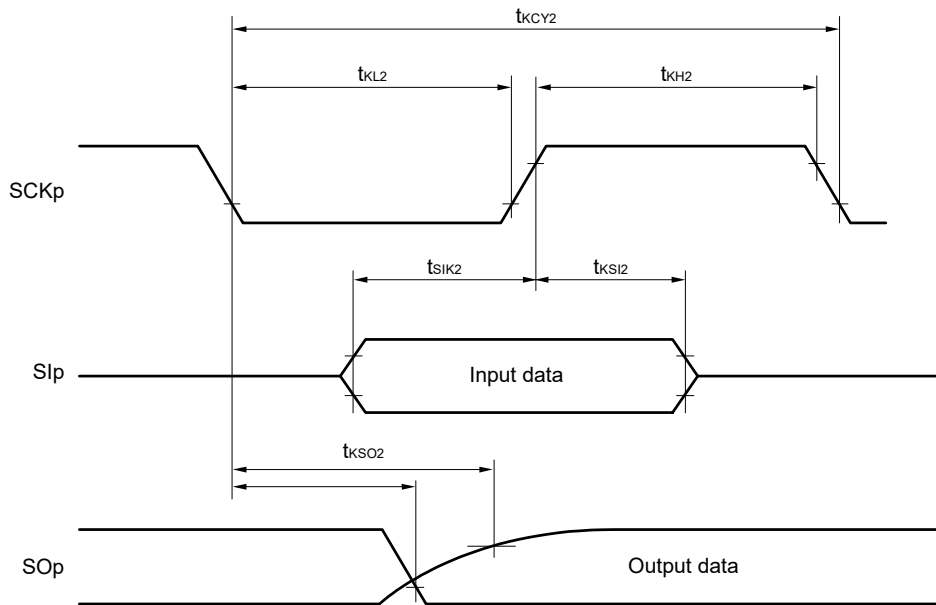 tKCY2
tKL2
tKH2
SCKp
tSIK2
tKSI2
SIp
Input data
tKSO2
SOp
Output data